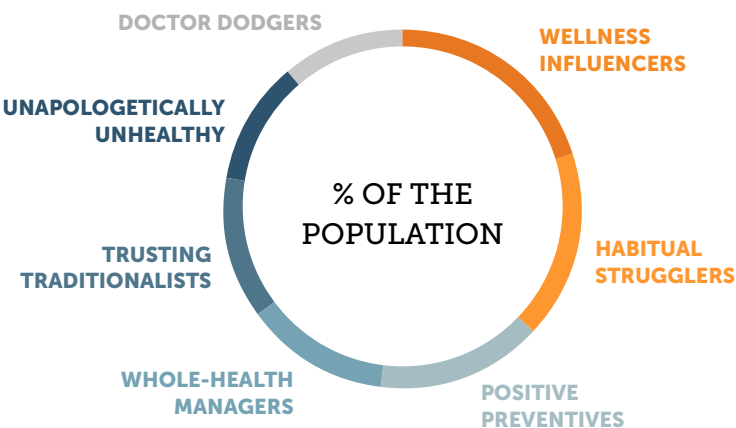 DOCTOR DODGERS
WELLNESS
INFLUENCERS
UNAPOLOGETICALLY
UNHEALTHY
% OF THE
POPULATION
TRUSTING
TRADITIONALISTS
HABITUAL
STRUGGLERS
WHOLE-HEALTH
MANAGERS
POSITIVE
PREVENTIVES